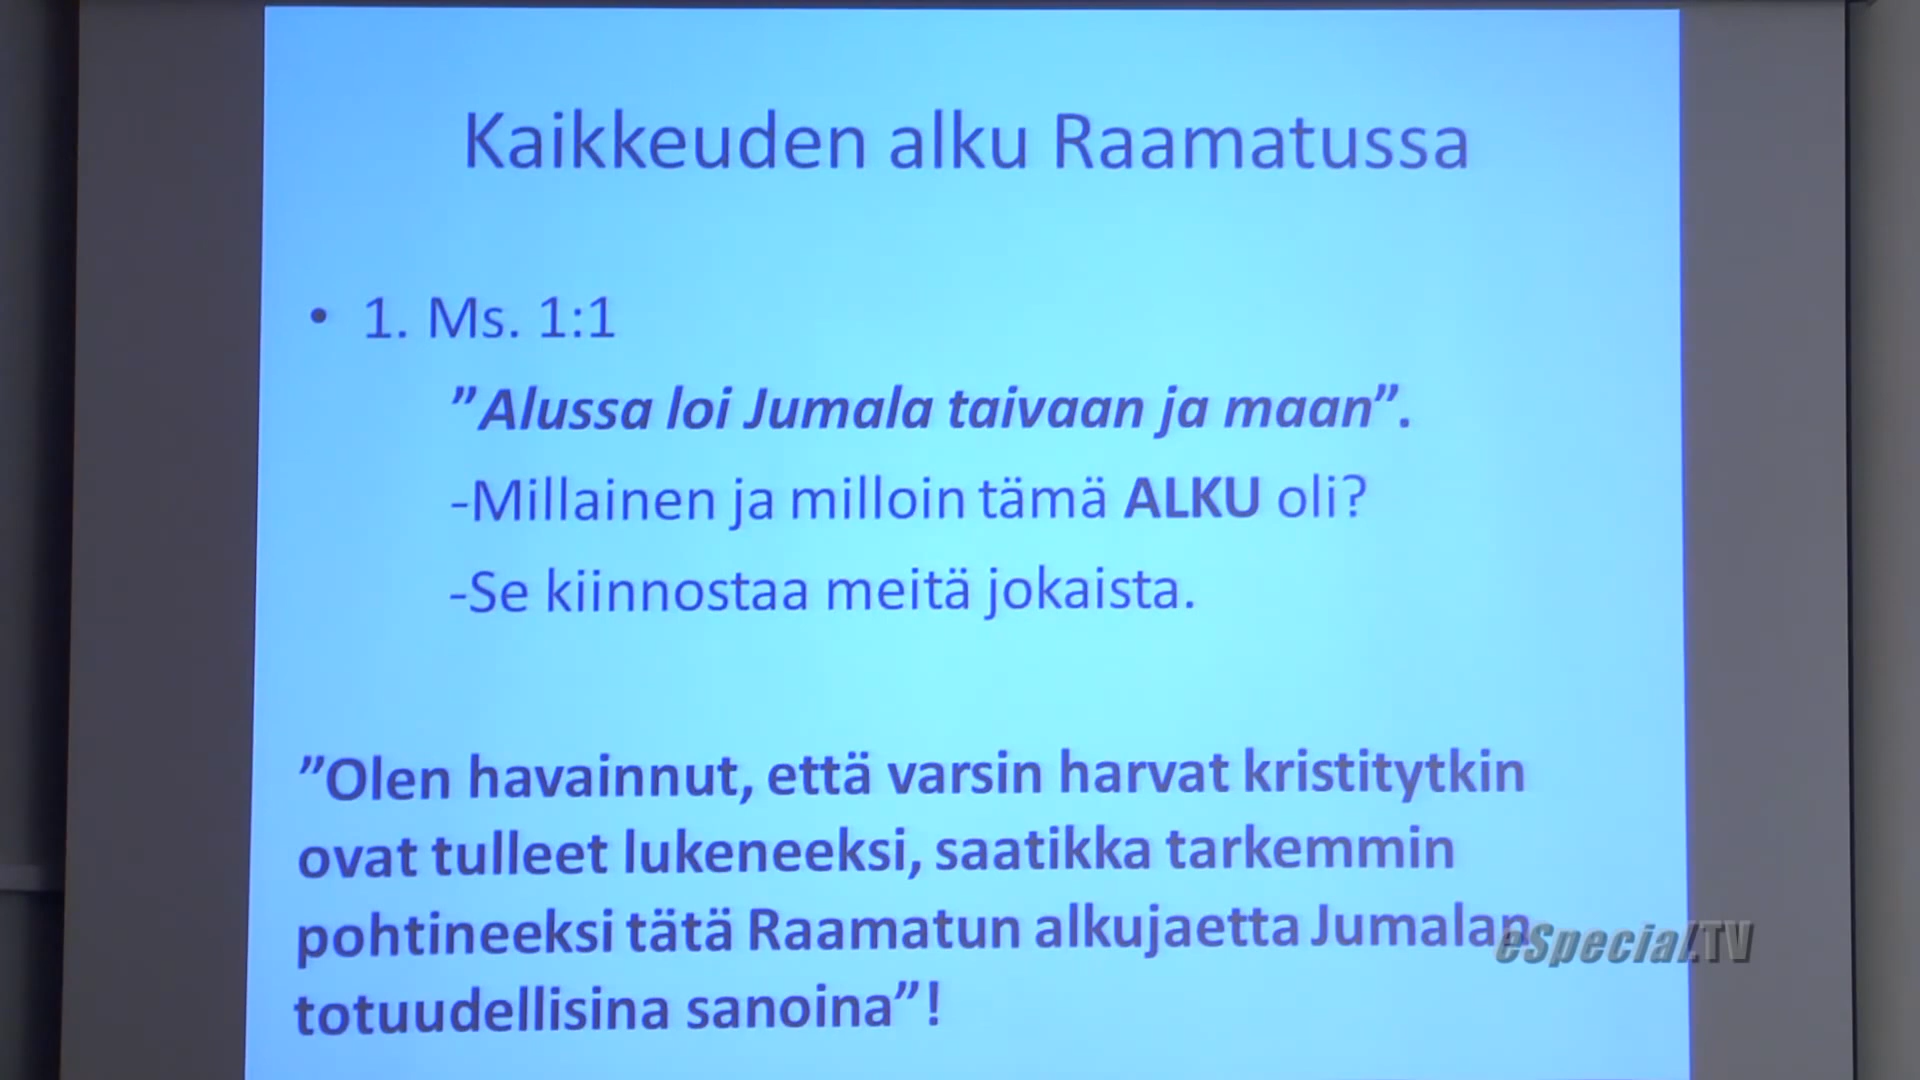 Kaikkeuden alku Raamatussa
• 1. Ms. 1:1
”Alussa loi Jumala taivaan ja maan”.
-Millainen ja milloin tämä ALKU oli?
-Se kiinnostaa meitä jokaista.
”Olen havainnut, että varsin harvat kristitytkin
ovat tulleet lukeneeksi, saatikka tarkemmin
pohtineeksi tätä Raamatun alkujaetta Jumalan
totuudellisina sanoina”!
eSpecial.TV